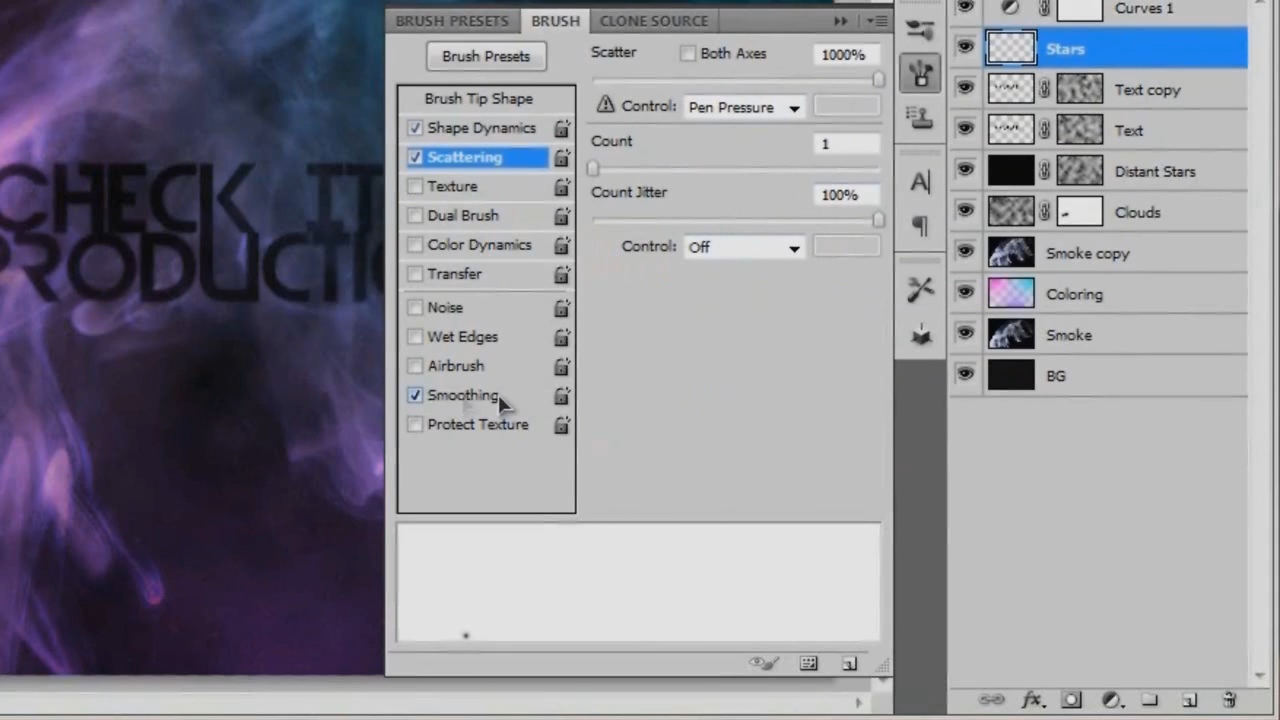 BRUSH PRESETS BRUSH CLONE SOURCE
Brush Presets
Brush Tip Shape
Shape Dynamics
Scattering
Texture
Dual Brush
Color Dynamics
Transfer
Noise
Wet Edges
Airbrush
Smoothing
Protect Texture
Scatter Both Axes 1000%
Control: Pen Pressure
Count 1
Count Jitter 100%
Control: Off
CHECK IT
PRODUCTIO
A
fx
Curves 1
Stars
Text copy
Text
Distant Stars
Clouds
Smoke copy
Coloring
Smoke
BG